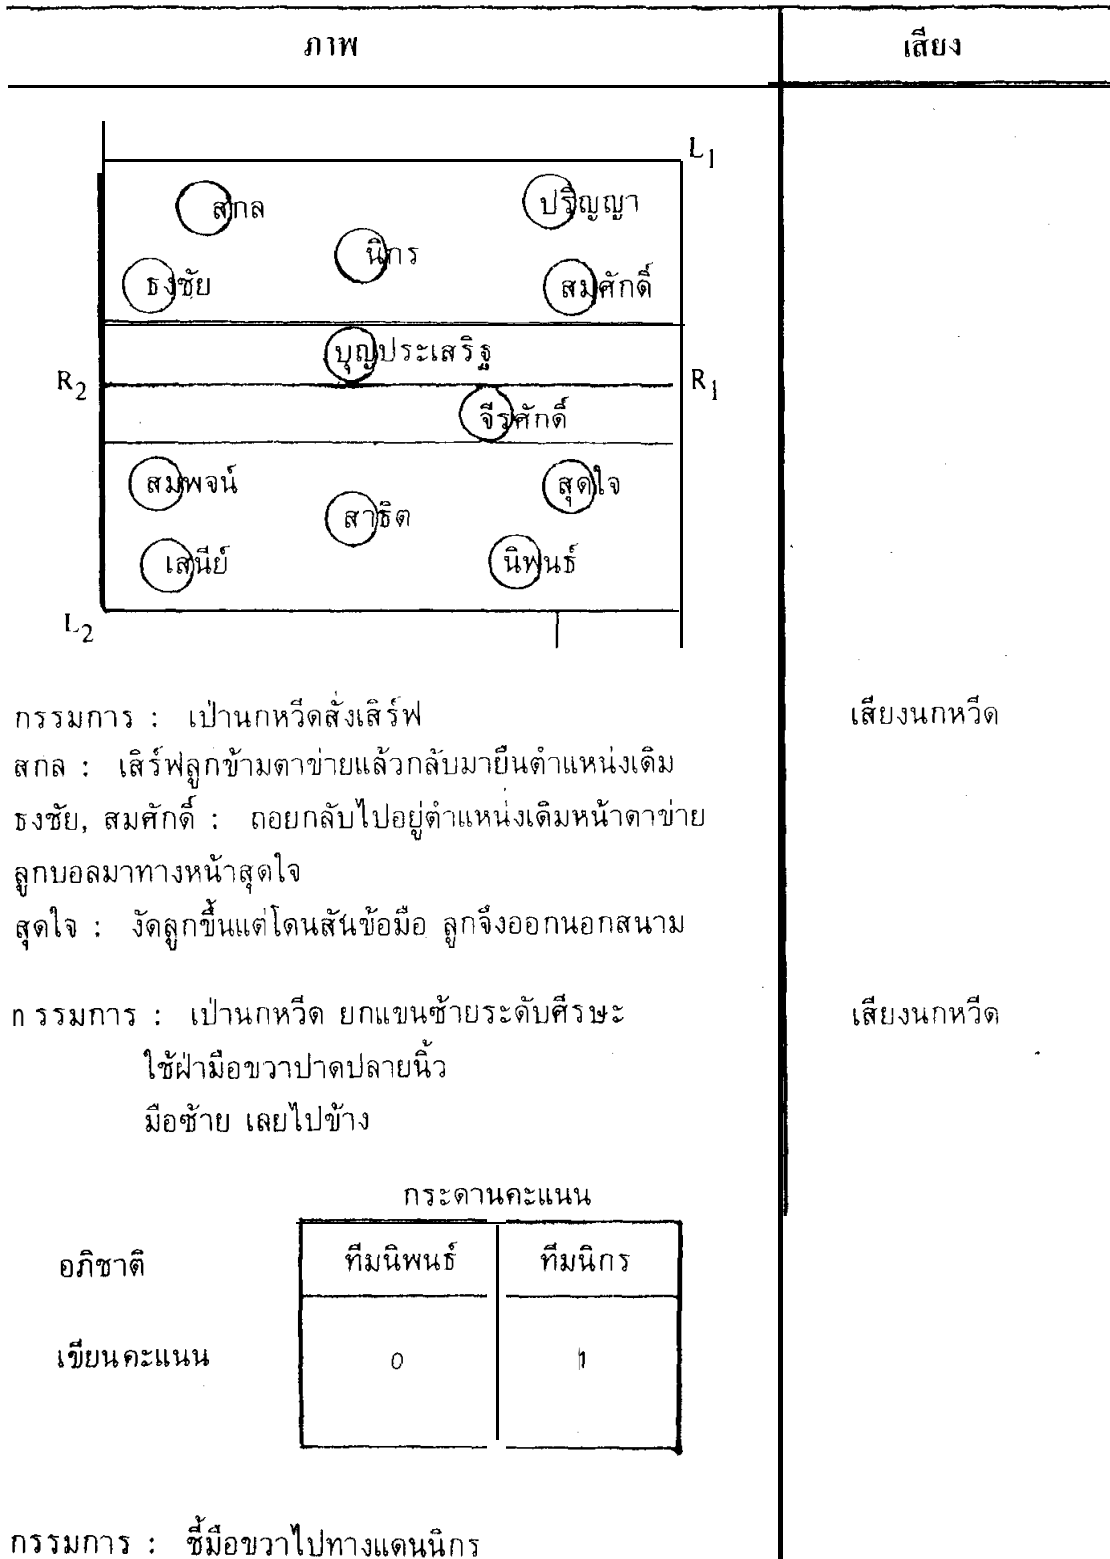 ภาพ เสียง
L1
สกล ปริญญา
นิกร
ธงชัย สมศักดิ์
บุญประเสริฐ
R2 R1
จีรศักดิ์
สมพจน์ สุดใจ
สาธิต
เสนีย์ นิพนธ์
L2
กรรมการ : เป่านกหวีดสั่งเสิร์ฟ เสียงนกหวีด
สกล : เสิร์ฟลูกข้ามตาข่ายแล้วกลับมายืนตำแหน่งเดิม
ธงชัย, สมศักดิ์ : ถอยกลับไปอยู่ตำแหน่งเดิมหน้าตาข่าย
ลูกบอลมาทางหน้าสุดใจ
สุดใจ : งัดลูกขึ้นแต่โดนสันข้อมือ ลูกจึงออกนอกสนาม
กรรมการ : เป่านกหวีด ยกแขนซ้ายระดับศีรษะ เสียงนกหวีด
ใช้ฝ่ามือขวาปาดปลายนิ้ว
มือซ้าย เลยไปข้าง
กระดานคะแนน
อภิชาติ ทีมนิพนธ์ ทีมนิกร
เขียนคะแนน 0 1
กรรมการ : ชี้มือขวาไปทางแดนนิกร